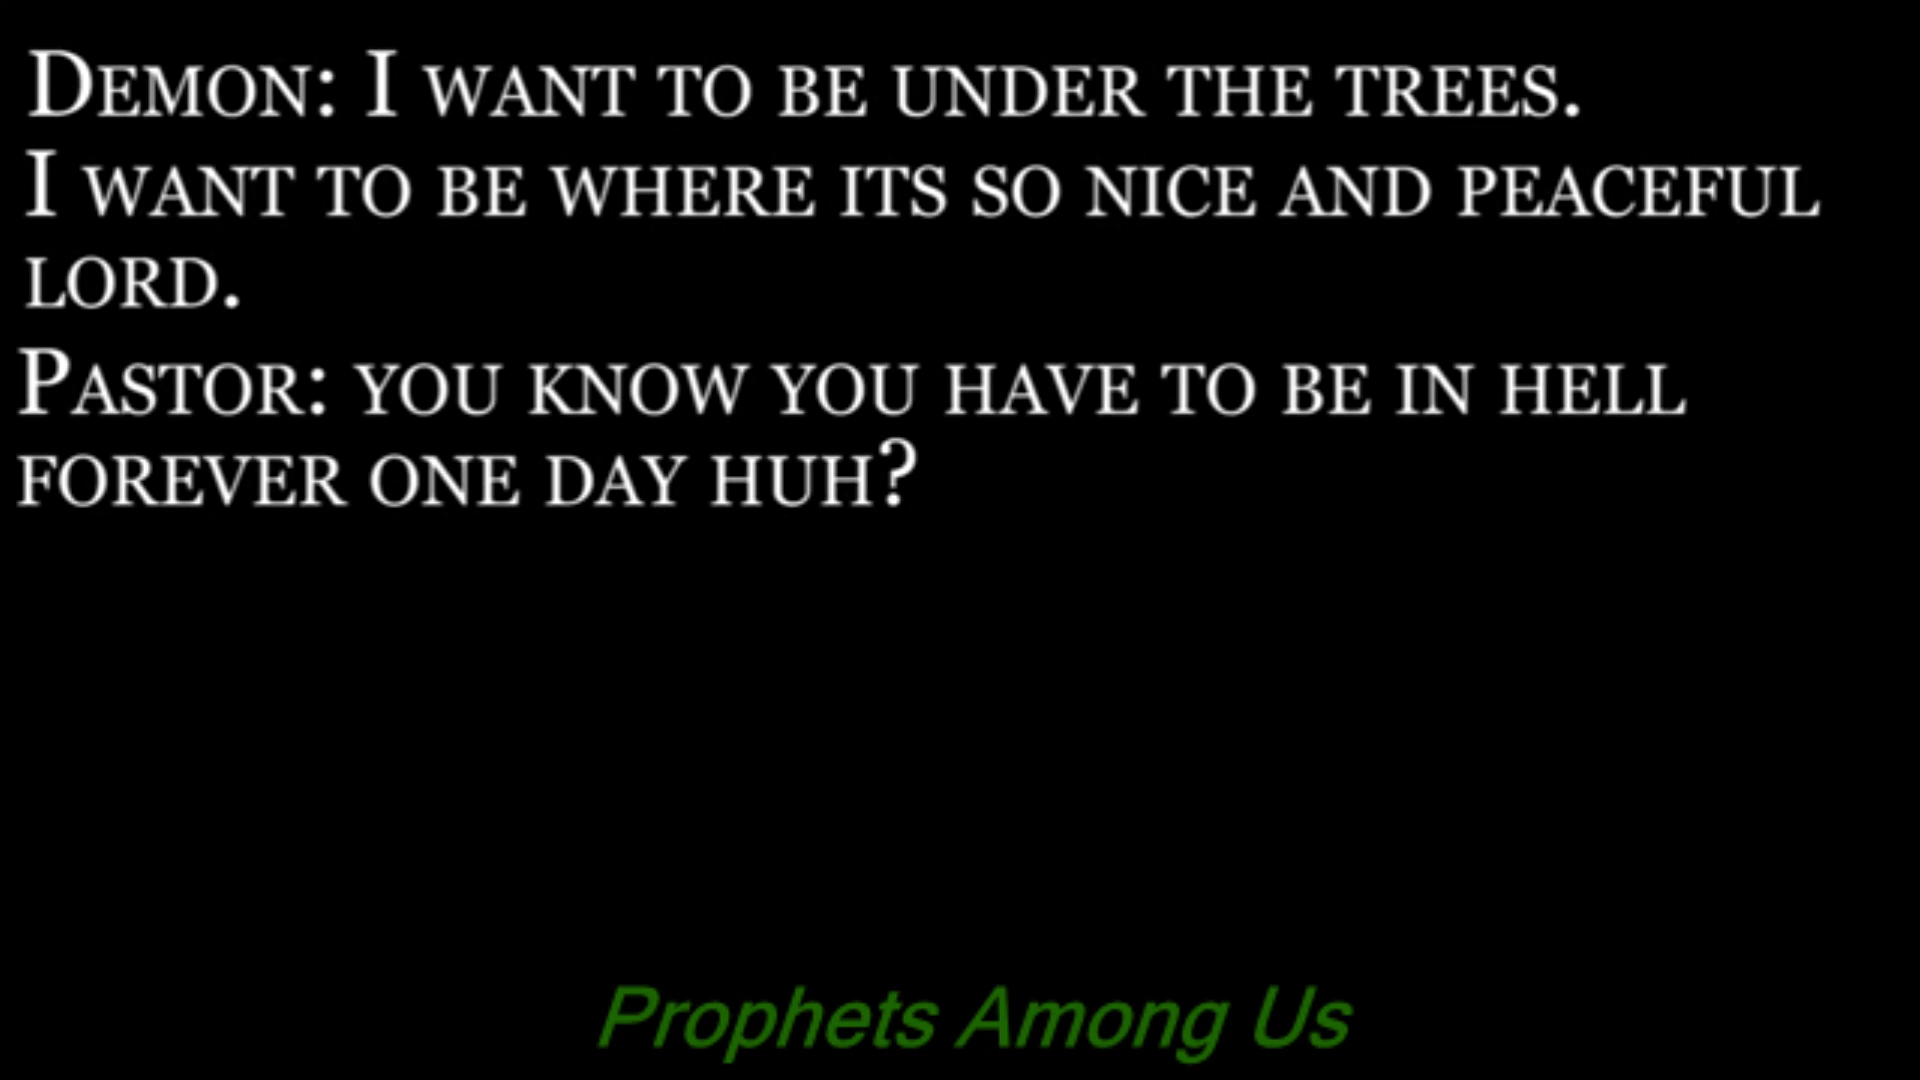 Demon: I want to be under the trees.
I want to be where its so nice and peaceful
lord.
Pastor: you know you have to be in hell
forever one day huh?
Prophets Among Us